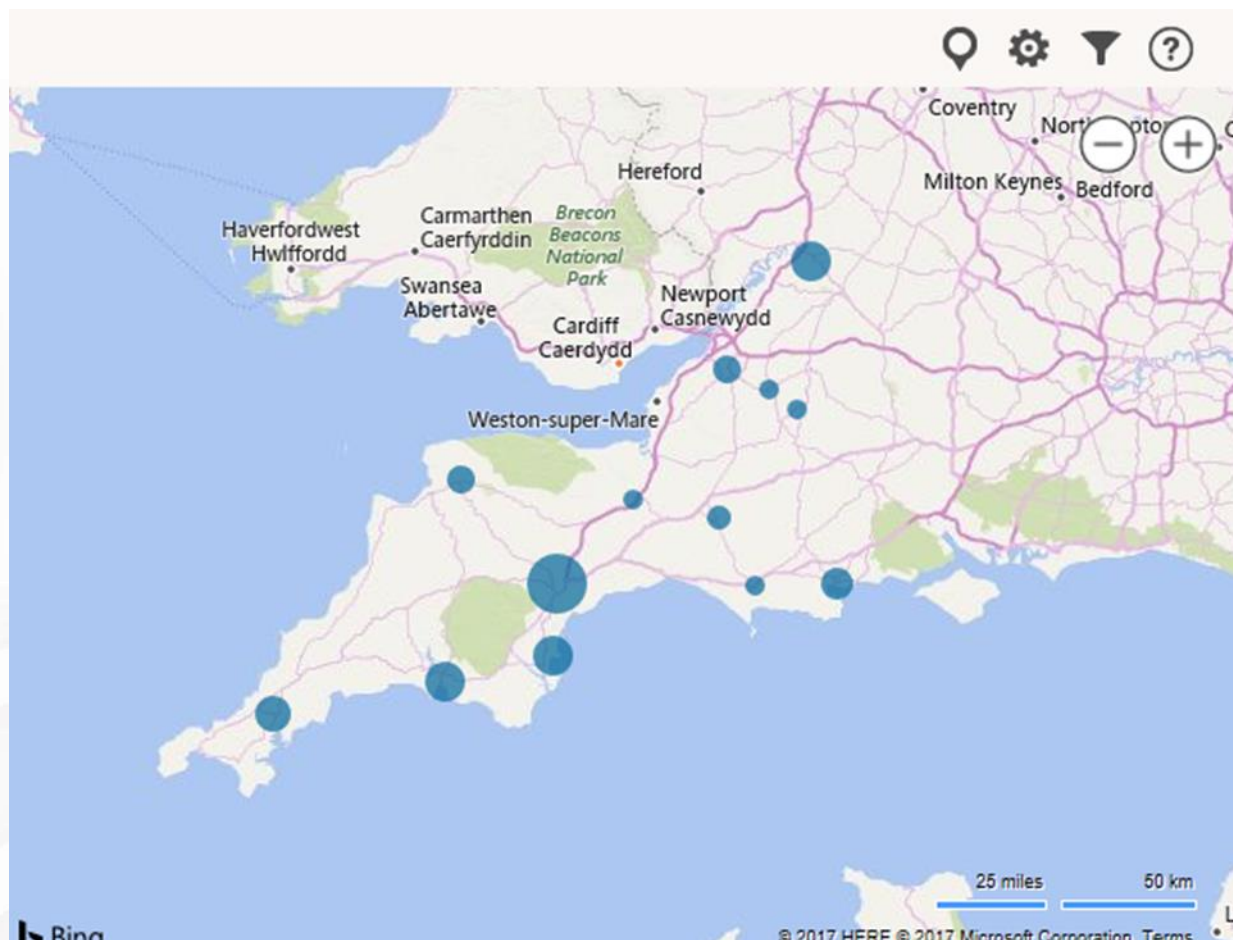 ?
Coventry
Hereford
Milton Keynes
Bedford
Haverfordwest
Hwlffordd
Carmarthen
Caerfyrddin
Brecon
Beacons
National
Park
Swansea
Abertawe
Newport
Casnewydd
Cardiff
Caerdydd
Weston-super-Mare
25 miles
50 km
Bing
© 2017 HERE © 2017 Microsoft Corporation Terms